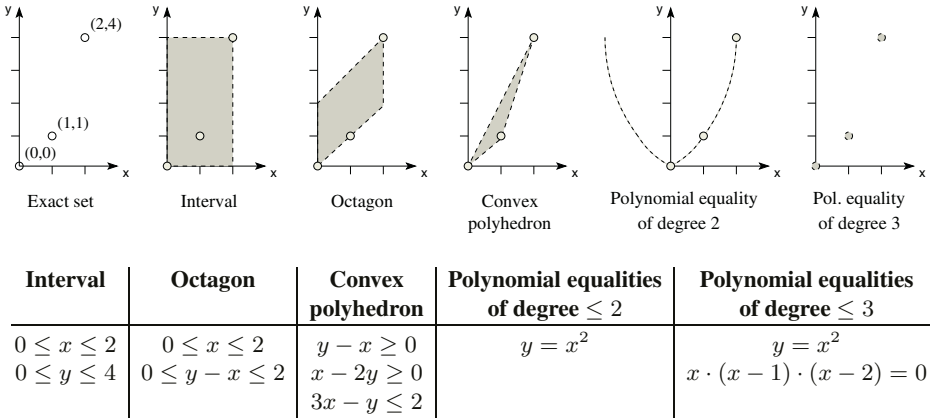 y
y
y
y
y
y
(2,4)
(1,1)
(0,0)
x
x
x
x
x
x
Exact set
Interval
Octagon
Convex
polyhedron
Polynomial equality
of degree 2
Pol. equality
of degree 3
Interval Octagon Convex Polynomial equalities Polynomial equalities
polyhedron of degree ≤ 2 of degree ≤ 3
0 ≤ x ≤ 2 0 ≤ x ≤ 2 y − x ≥ 0 y = x² y = x²
0 ≤ y ≤ 4 0 ≤ y − x ≤ 2 x − 2y ≥ 0 x · (x − 1) · (x − 2) = 0
3x − y ≤ 2